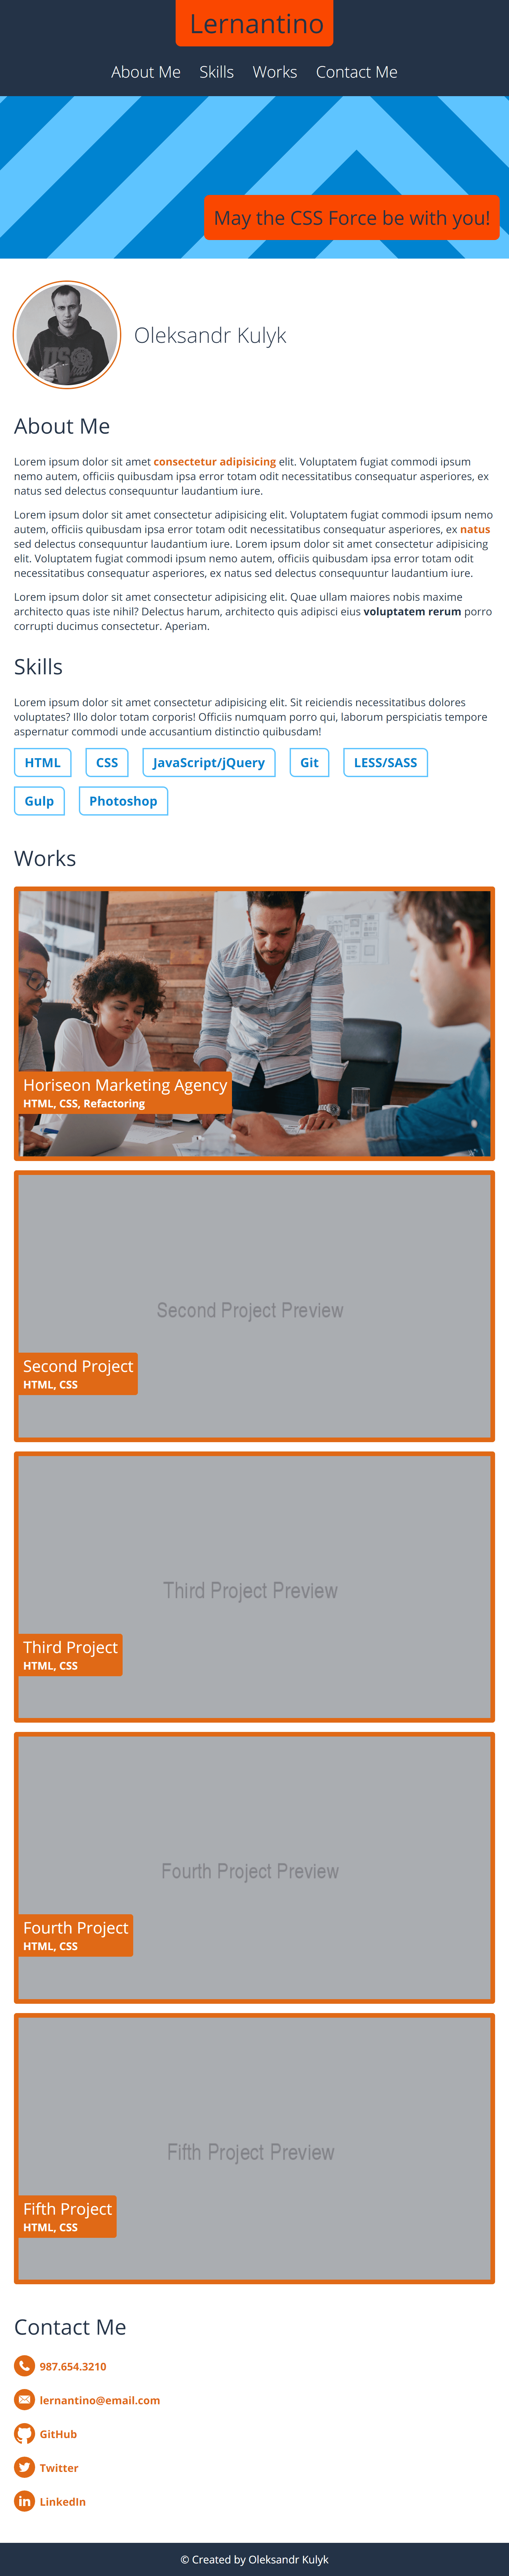 Lernantino
About Me Skills Works Contact Me
May the CSS Force be with you!
Oleksandr Kulyk
About Me
Lorem ipsum dolor sit amet consectetur adipisicing elit. Voluptatem fugiat commodi ipsum
nemo autem, officiis quibusdam ipsa error totam odit necessitatibus consequatur asperiores, ex
natus sed delectus consequuntur laudantium iure.
Lorem ipsum dolor sit amet consectetur adipisicing elit. Voluptatem fugiat commodi ipsum nemo
autem, officiis quibusdam ipsa error totam odit necessitatibus consequatur asperiores, ex natus
sed delectus consequuntur laudantium iure. Lorem ipsum dolor sit amet consectetur adipisicing
elit. Voluptatem fugiat commodi ipsum nemo autem, officiis quibusdam ipsa error totam odit
necessitatibus consequatur asperiores, ex natus sed delectus consequuntur laudantium iure.
Lorem ipsum dolor sit amet consectetur adipisicing elit. Quae ullam maiores nobis maxime
architecto quas iste nihil? Delectus harum, architecto quis adipisci eius voluptatem rerum porro
corrupti ducimus consectetur. Aperiam.
Skills
Lorem ipsum dolor sit amet consectetur adipisicing elit. Sit reiciendis necessitatibus dolores
voluptates? Illo dolor totam corporis! Officiis numquam porro qui, laborum perspiciatis tempore
aspernatur commodi unde accusantium distinctio quibusdam!
HTML CSS JavaScript/jQuery Git LESS/SASS
Gulp Photoshop
Works
Horiseon Marketing Agency
HTML, CSS, Refactoring
Second Project Preview
Second Project
HTML, CSS
Third Project Preview
Third Project
HTML, CSS
Fourth Project Preview
Fourth Project
HTML, CSS
Fifth Project Preview
Fifth Project
HTML, CSS
Contact Me
987.654.3210
lernantino@email.com
GitHub
Twitter
LinkedIn
© Created by Oleksandr Kulyk